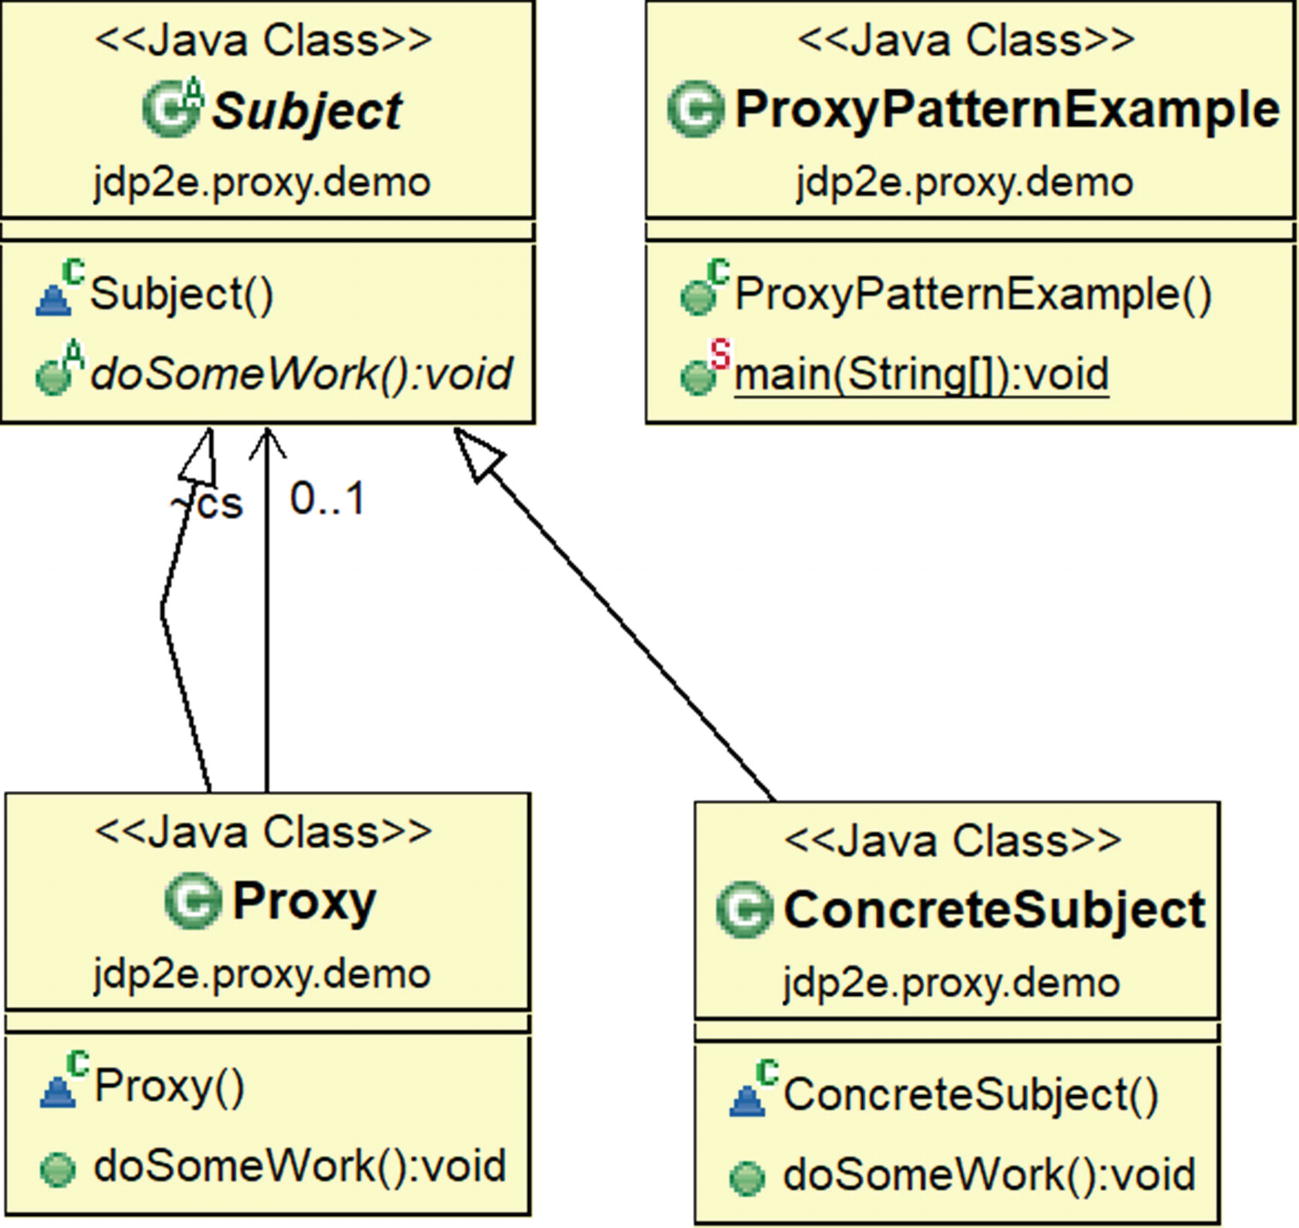 <<Java Class>>
Subject
jdp2e.proxy.demo
Subject()
doSomeWork():void
<<Java Class>>
ProxyPatternExample
jdp2e.proxy.demo
ProxyPatternExample()
main(String[]):void
~cs
0..1
<<Java Class>>
Proxy
jdp2e.proxy.demo
Proxy()
doSomeWork():void
<<Java Class>>
ConcreteSubject
jdp2e.proxy.demo
ConcreteSubject()
doSomeWork():void